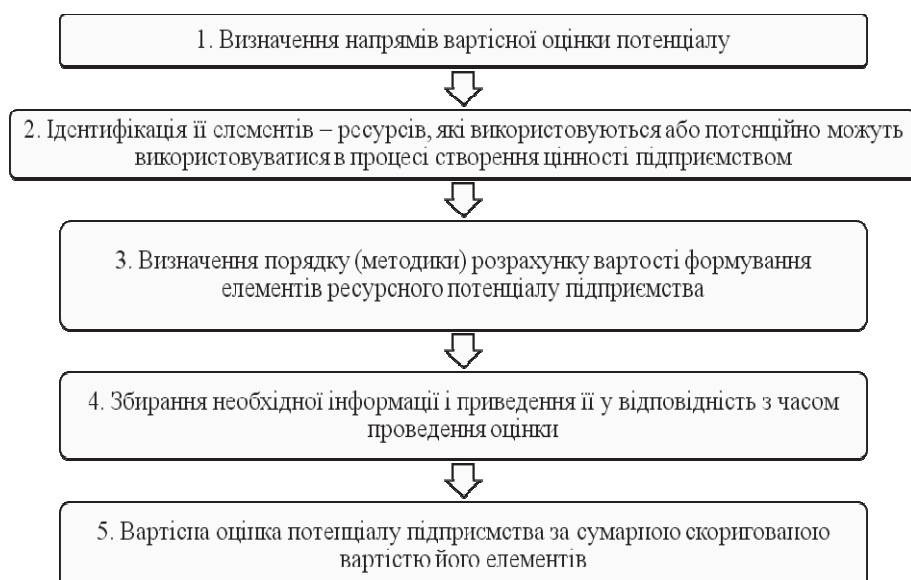 1. Визначення напрямів вартісної оцінки потенціалу
2. Ідентифікація її елементів – ресурсів, які використовуються або потенційно можуть
використовуватися в процесі створення цінності підприємством
3. Визначення порядку (методики) розрахунку вартості формування
елементів ресурсного потенціалу підприємства
4. Збирання необхідної інформації і приведення її у відповідність з часом
проведення оцінки
5. Вартісна оцінка потенціалу підприємства за сумарною скоригованою
вартістю його елементів